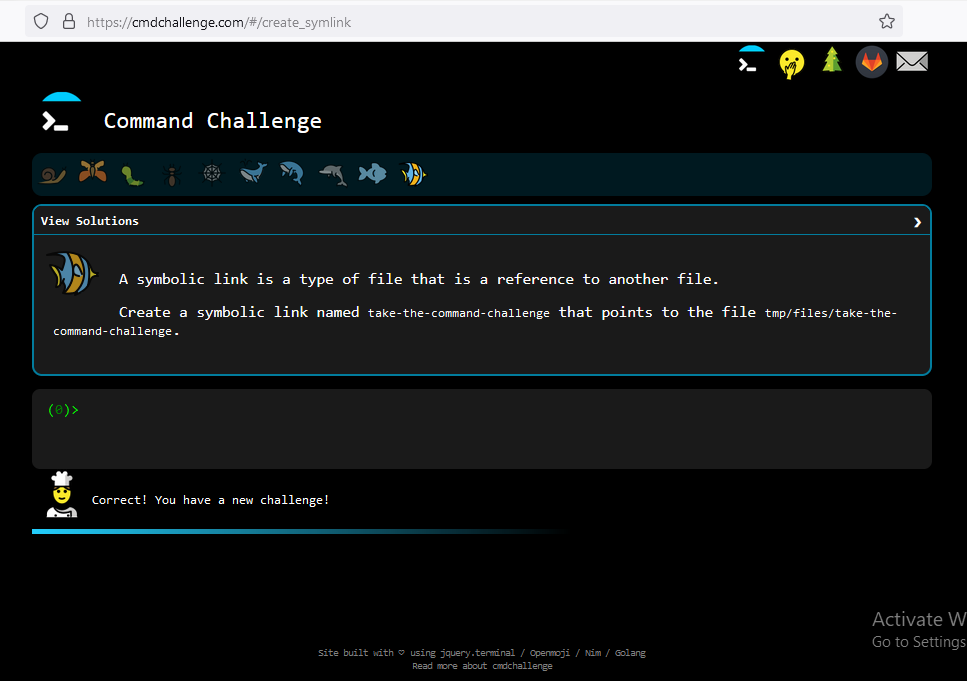 https://cmdchallenge.com/#/create_symlink
Command Challenge
View Solutions
A symbolic link is a type of file that is a reference to another file.
Create a symbolic link named take-the-command-challenge that points to the file tmp/files/take-the-
command-challenge.
(0)>
Correct! You have a new challenge!
Activate W
Go to Settings
Site built with ♡ using jquery.terminal / Openmoji / Nim / Golang
Read more about cmdchallenge